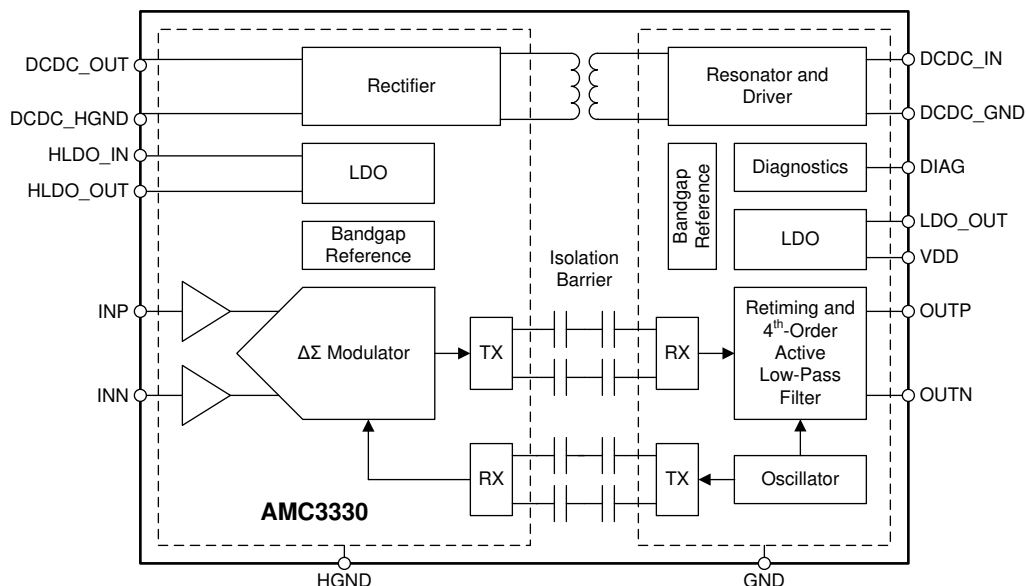 DCDC_OUT
DCDC_HGND
HLDO_IN
HLDO_OUT
INP
INN
Rectifier
LDO
Bandgap
Reference
ΔΣ Modulator
TX
RX
AMC3330
HGND
Isolation
Barrier
Resonator and
Driver
Bandgap
Reference
Diagnostics
LDO
RX
Retiming and
4th-Order
Active
Low-Pass
Filter
TX
Oscillator
GND
DCDC_IN
DCDC_GND
DIAG
LDO_OUT
VDD
OUTP
OUTN